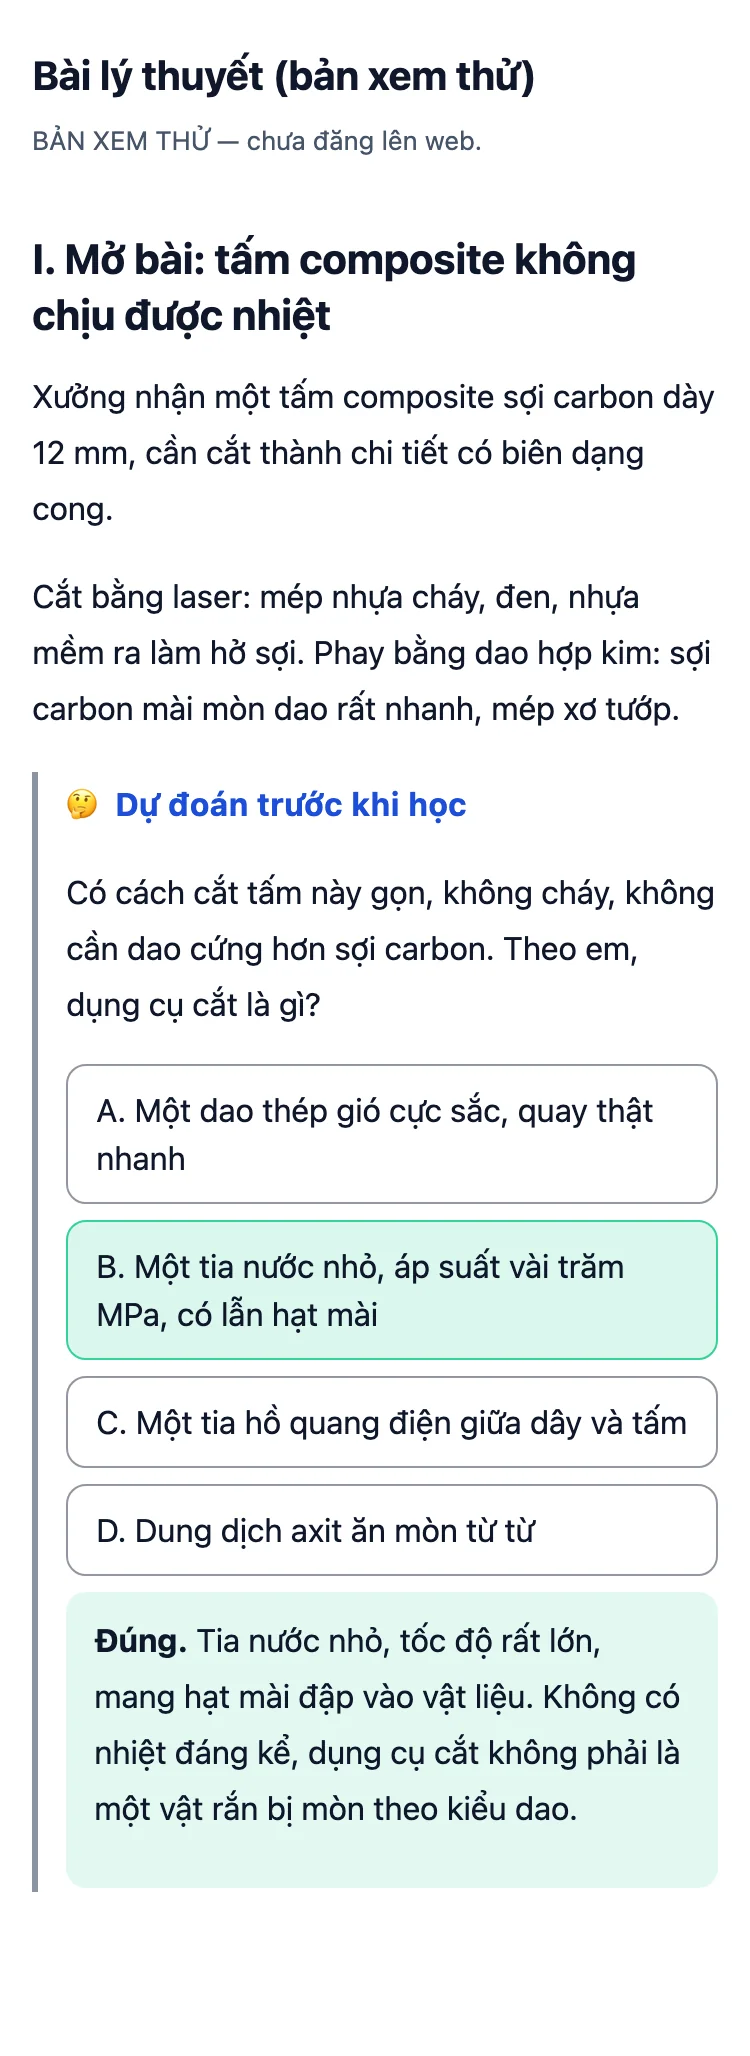 Bài lý thuyết (bản xem thử)
BẢN XEM THỬ — chưa đăng lên web.
I. Mở bài: tấm composite không
chịu được nhiệt
Xưởng nhận một tấm composite sợi carbon dày
12 mm, cần cắt thành chi tiết có biên dạng
cong.
Cắt bằng laser: mép nhựa cháy, đen, nhựa
mềm ra làm hở sợi. Phay bằng dao hợp kim: sợi
carbon mài mòn dao rất nhanh, mép xơ tướp.
🤔 Dự đoán trước khi học
Có cách cắt tấm này gọn, không cháy, không
cần dao cứng hơn sợi carbon. Theo em,
dụng cụ cắt là gì?
A. Một dao thép gió cực sắc, quay thật
nhanh
B. Một tia nước nhỏ, áp suất vài trăm
MPa, có lẫn hạt mài
C. Một tia hồ quang điện giữa dây và tấm
D. Dung dịch axit ăn mòn từ từ
Đúng. Tia nước nhỏ, tốc độ rất lớn,
mang hạt mài đập vào vật liệu. Không có
nhiệt đáng kể, dụng cụ cắt không phải là
một vật rắn bị mòn theo kiểu dao.